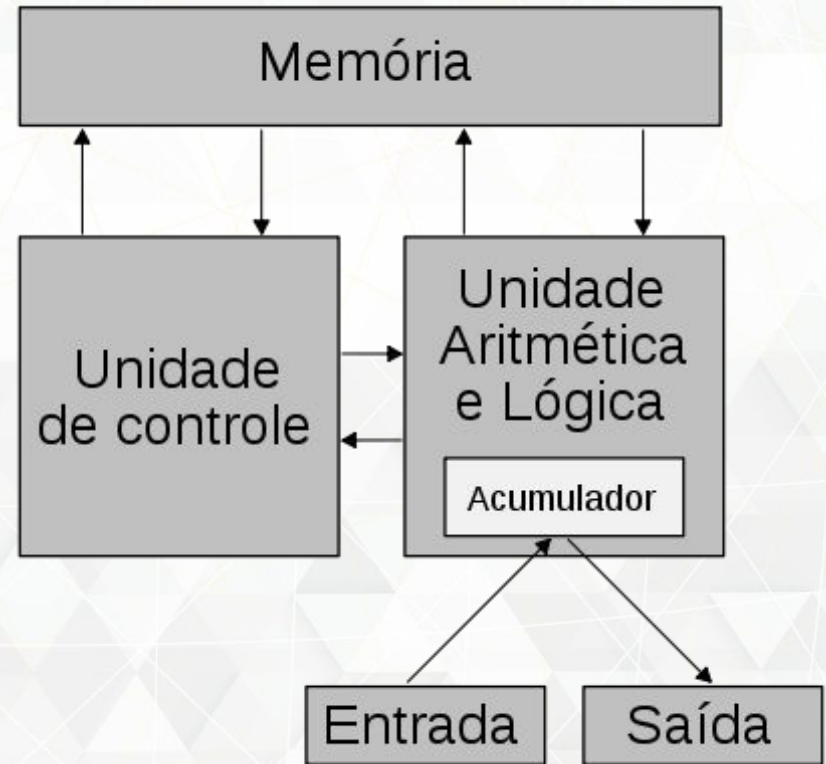 Memória
Unidade
de controle
Unidade
Aritmética
e Lógica
Acumulador
Entrada
Saída